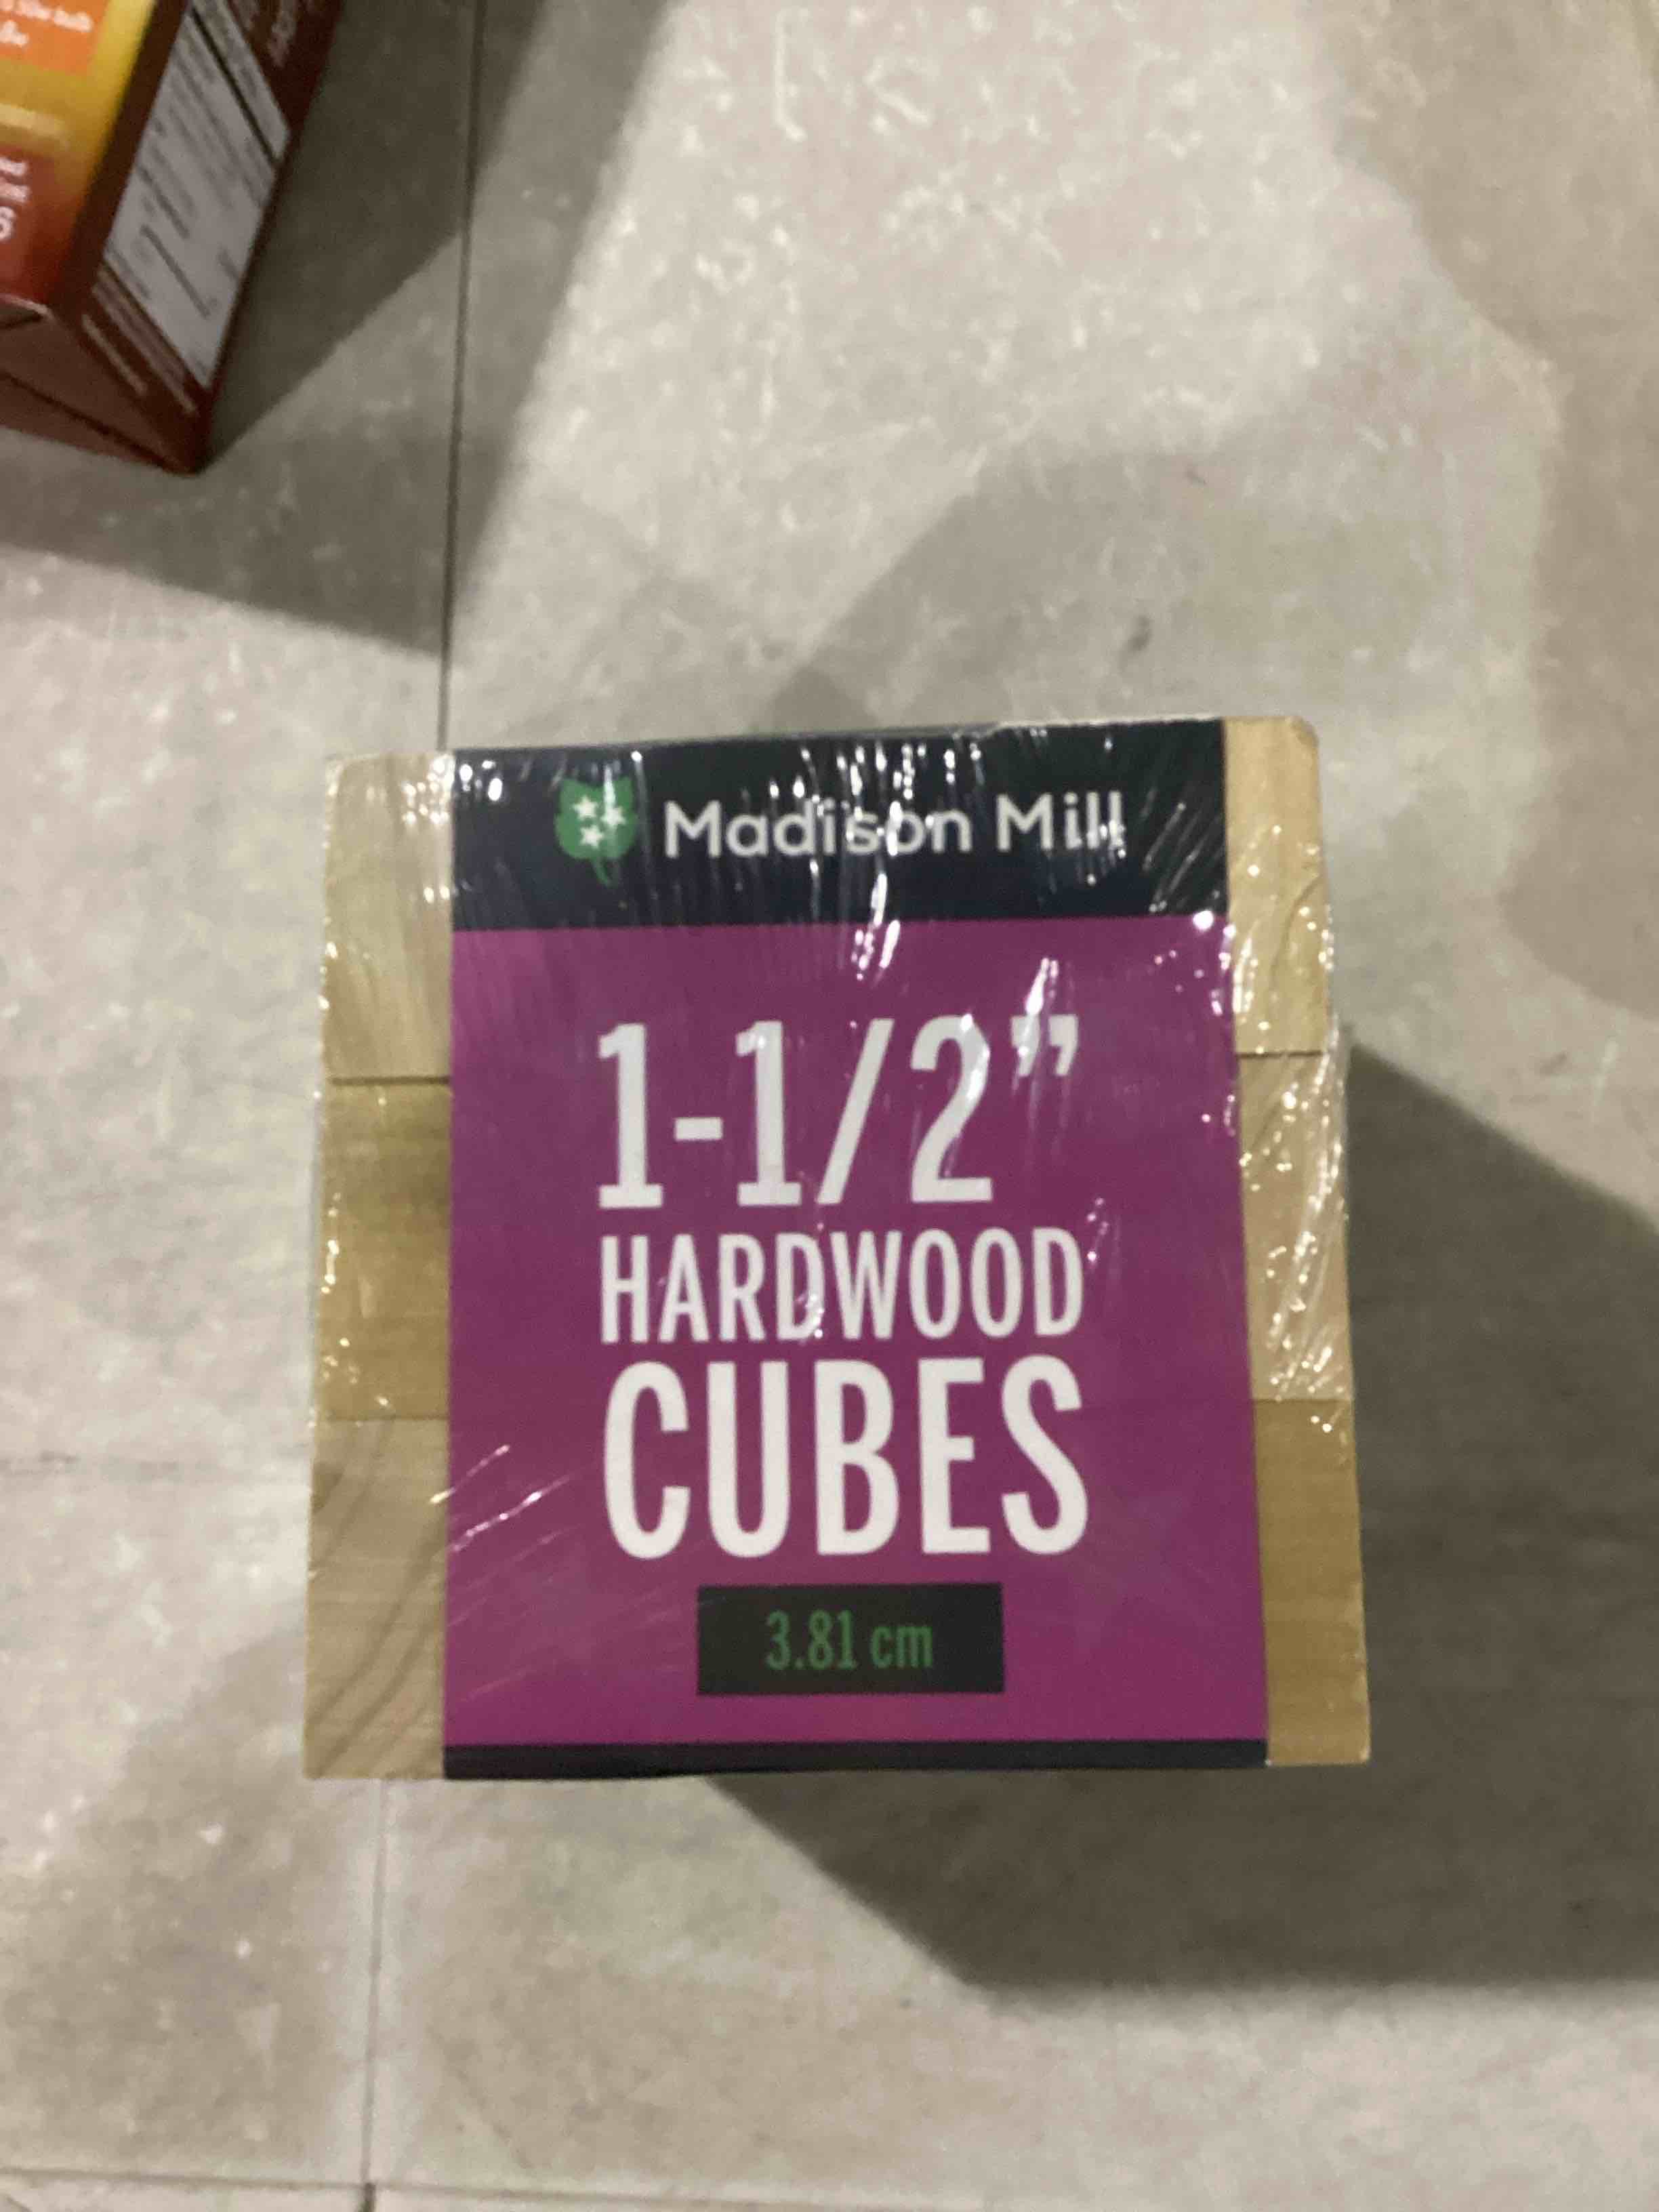 Madison Mill
1-1/2”
HARDWOOD
CUBES
3.81 cm